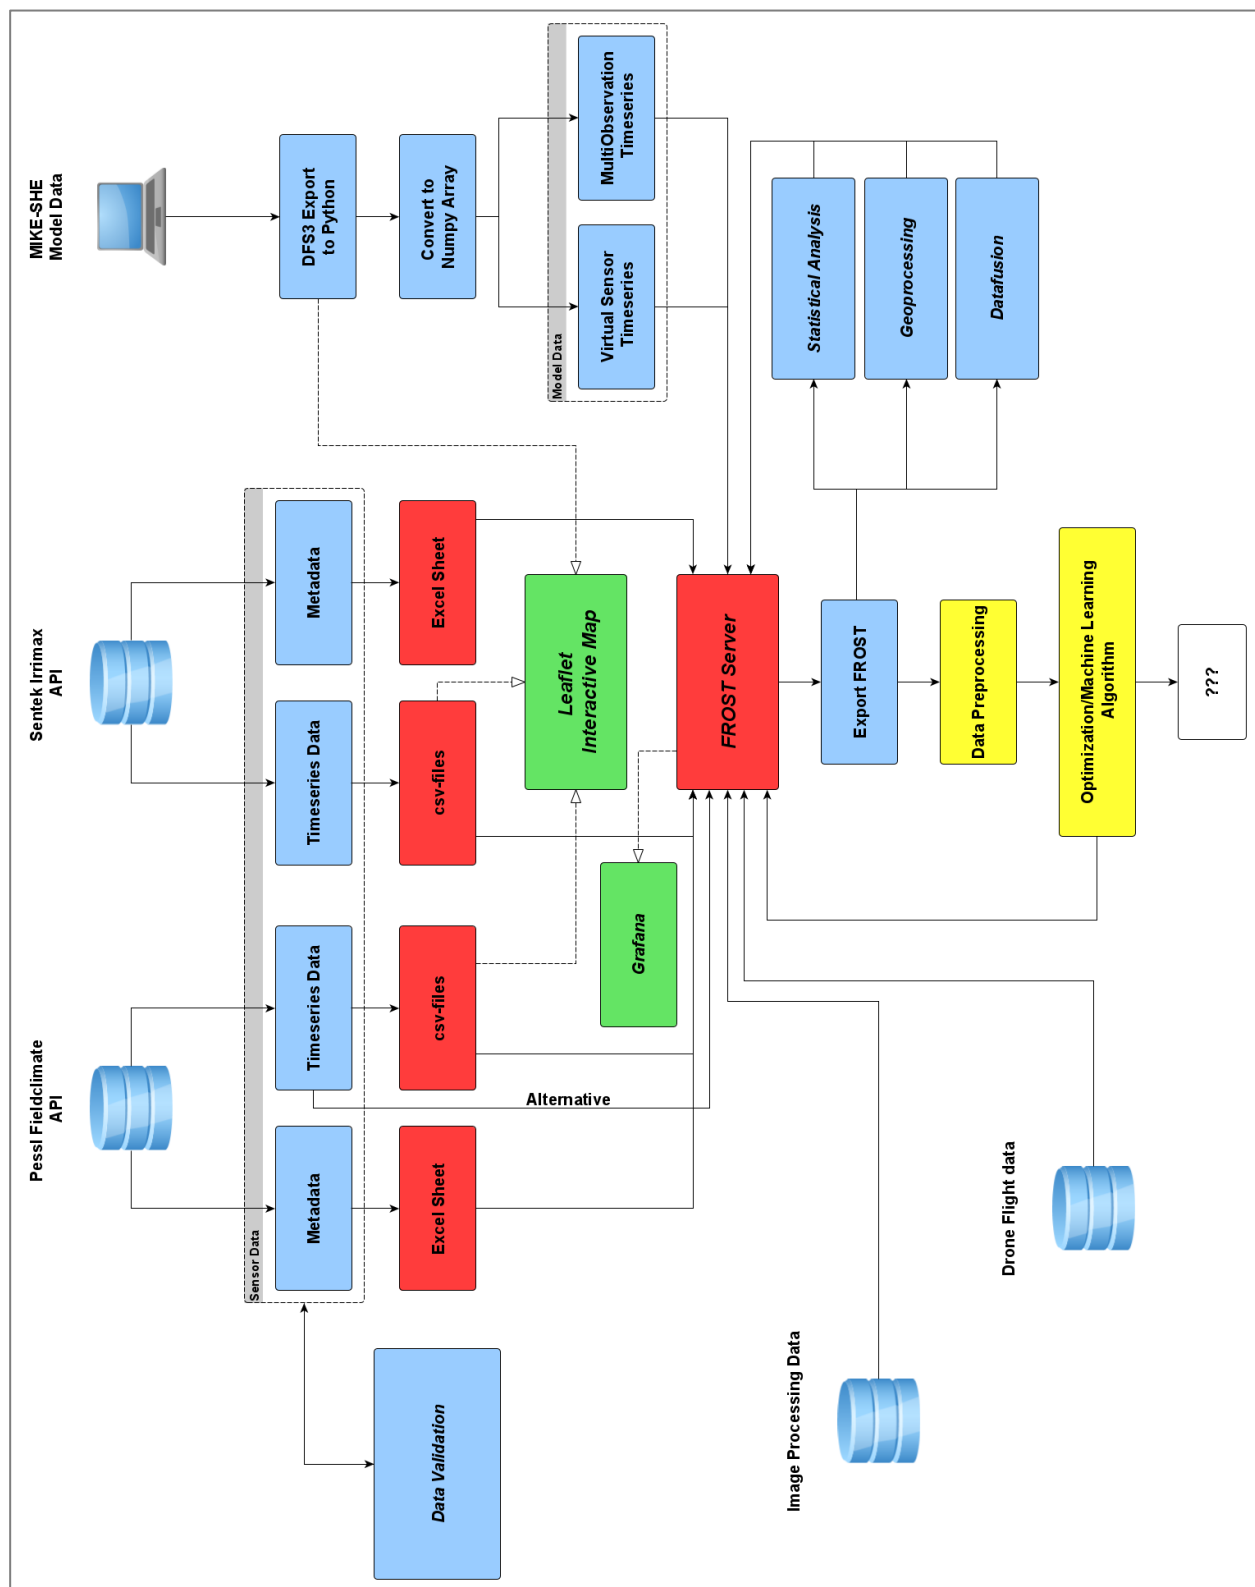 Pessl Fieldclimate
API
Sentek Irrimax
API
MIKE-SHE
Model Data
Sensor Data
Metadata
Timeseries Data
Timeseries Data
Metadata
DFS3 Export
to Python
Data Validation
Excel Sheet
csv-files
csv-files
Excel Sheet
Convert to
Numpy Array
Alternative
Model Data
Virtual Sensor
Timeseries
MultiObservation
Timeseries
Leaflet
Interactive Map
Grafana
FROST Server
Image Processing Data
Export FROST
Statistical Analysis
Geoprocessing
Datafusion
Data Preprocessing
Drone Flight data
Optimization/Machine Learning
Algorithm
???